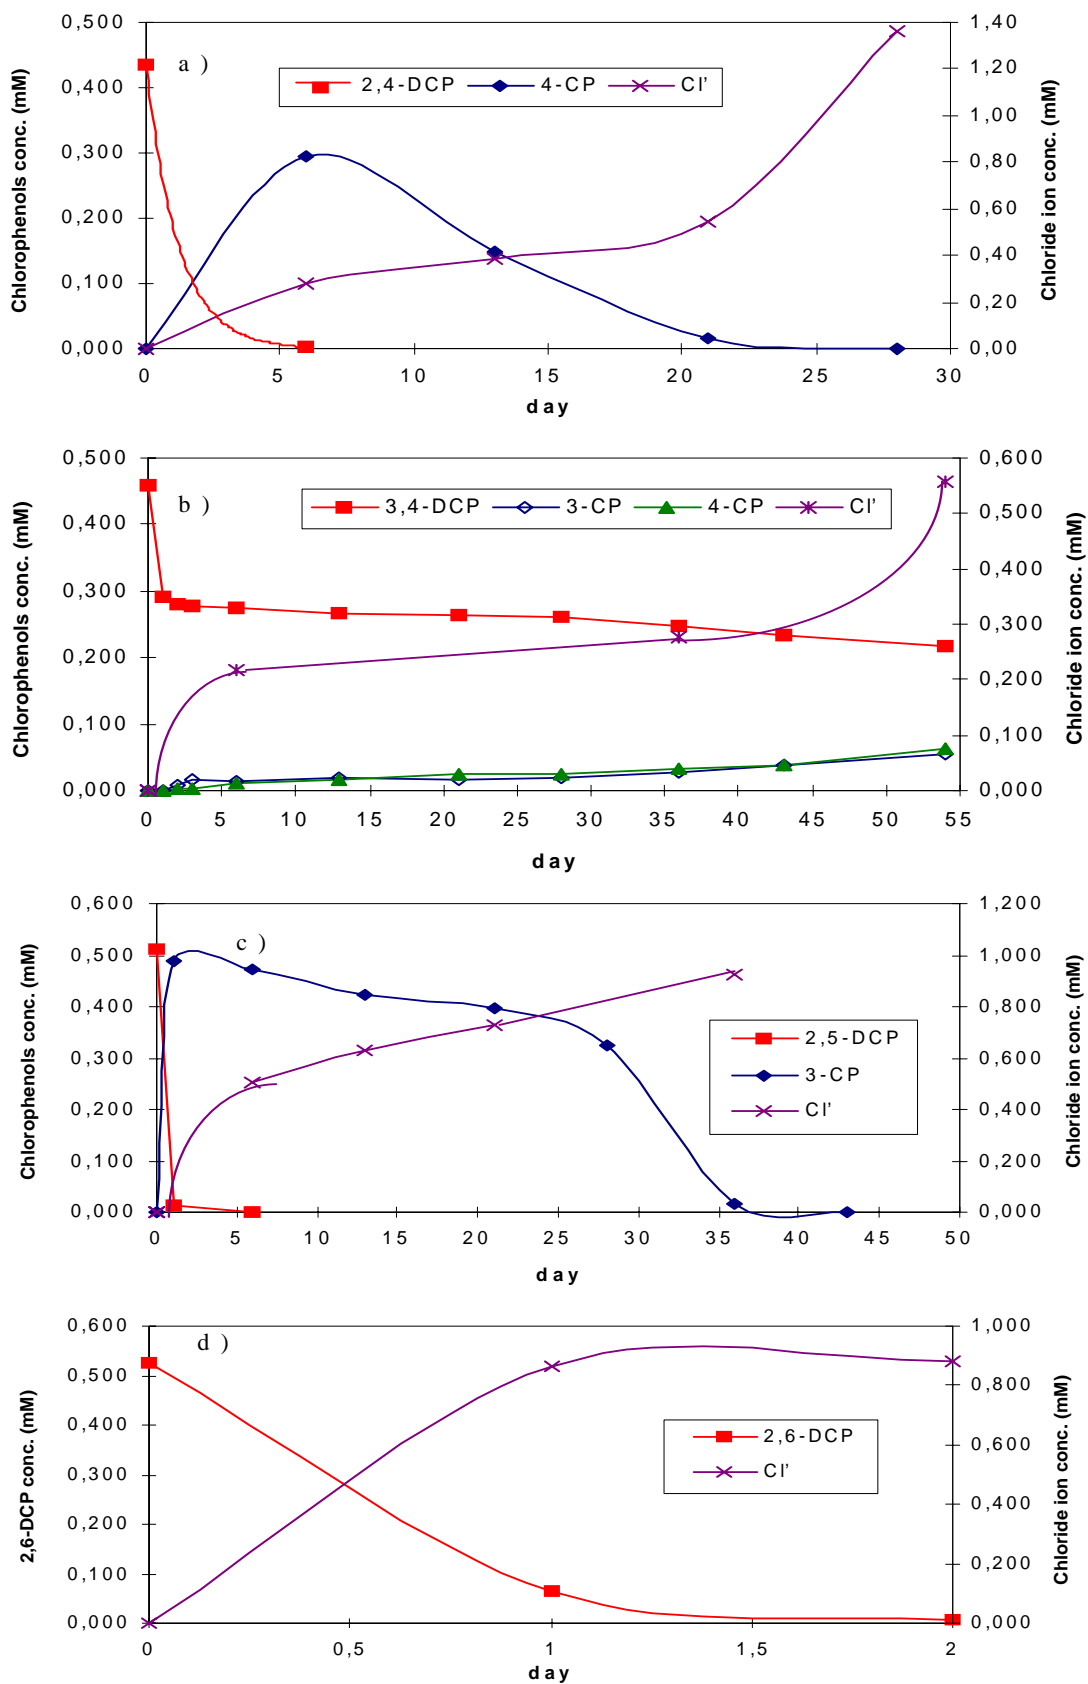 a )
2,4-DCP 4-CP Cl'
Chlorophenols conc. (mM)
0,500
0,400
0,300
0,200
0,100
0,000
Chloride ion conc. (mM)
1,40
1,20
1,00
0,80
0,60
0,40
0,20
0,00
0 5 10 15 20 25 30
day
b )
3,4-DCP 3-CP 4-CP Cl'
Chlorophenols conc. (mM)
0,500
0,400
0,300
0,200
0,100
0,000
Chloride ion conc. (mM)
0,600
0,500
0,400
0,300
0,200
0,100
0,000
0 5 10 15 20 25 30 35 40 45 50 55
day
c )
2,5-DCP
3-CP
Cl'
Chlorophenols conc. (mM)
0,600
0,500
0,400
0,300
0,200
0,100
0,000
Chloride ion conc. (mM)
1,200
1,000
0,800
0,600
0,400
0,200
0,000
0 5 10 15 20 25 30 35 40 45 50
day
d )
2,6-DCP
Cl'
2,6-DCP conc. (mM)
0,600
0,500
0,400
0,300
0,200
0,100
0,000
Chloride ion conc. (mM)
1,000
0,800
0,600
0,400
0,200
0,000
0 0,5 1 1,5 2
day